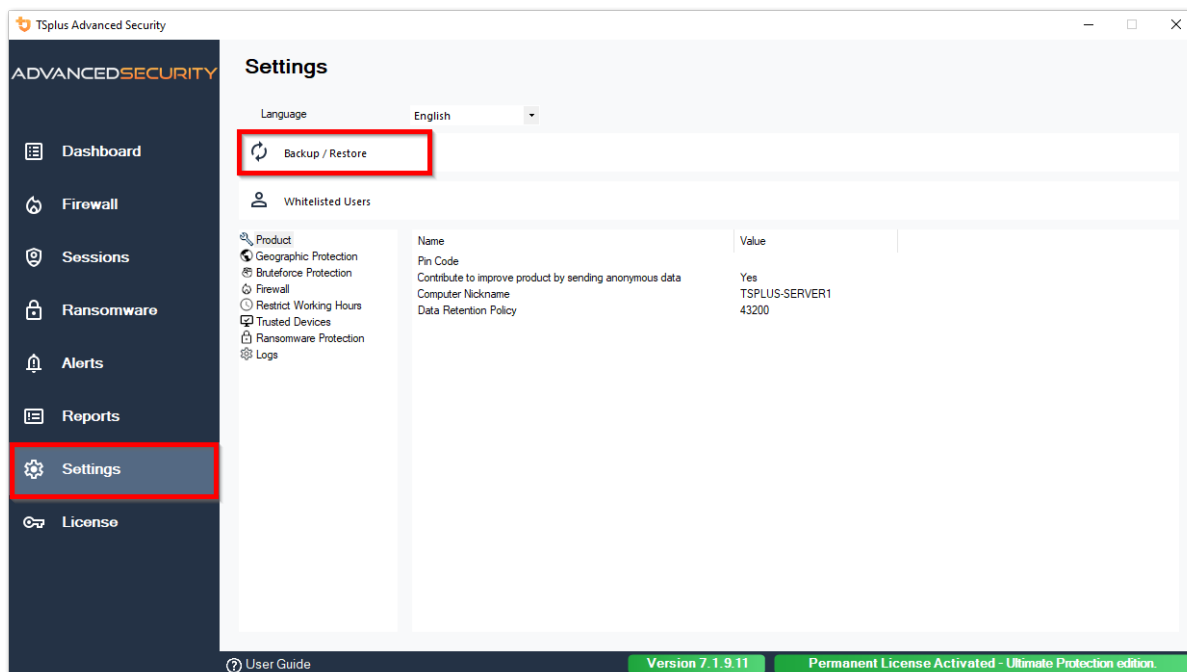 TSplus Advanced Security
ADVANCEDSECURITY
Settings
Language English
Dashboard
Backup / Restore
Firewall
Whitelisted Users
Sessions
Ransomware
Alerts
Reports
Settings
License
Product
Geographic Protection
Bruteforce Protection
Firewall
Restrict Working Hours
Trusted Devices
Ransomware Protection
Logs
Name Value
Pin Code
Contribute to improve product by sending anonymous data Yes
Computer Nickname TSPLUS-SERVER1
Data Retention Policy 43200
User Guide Version 7.1.9.11 Permanent License Activated - Ultimate Protection edition.